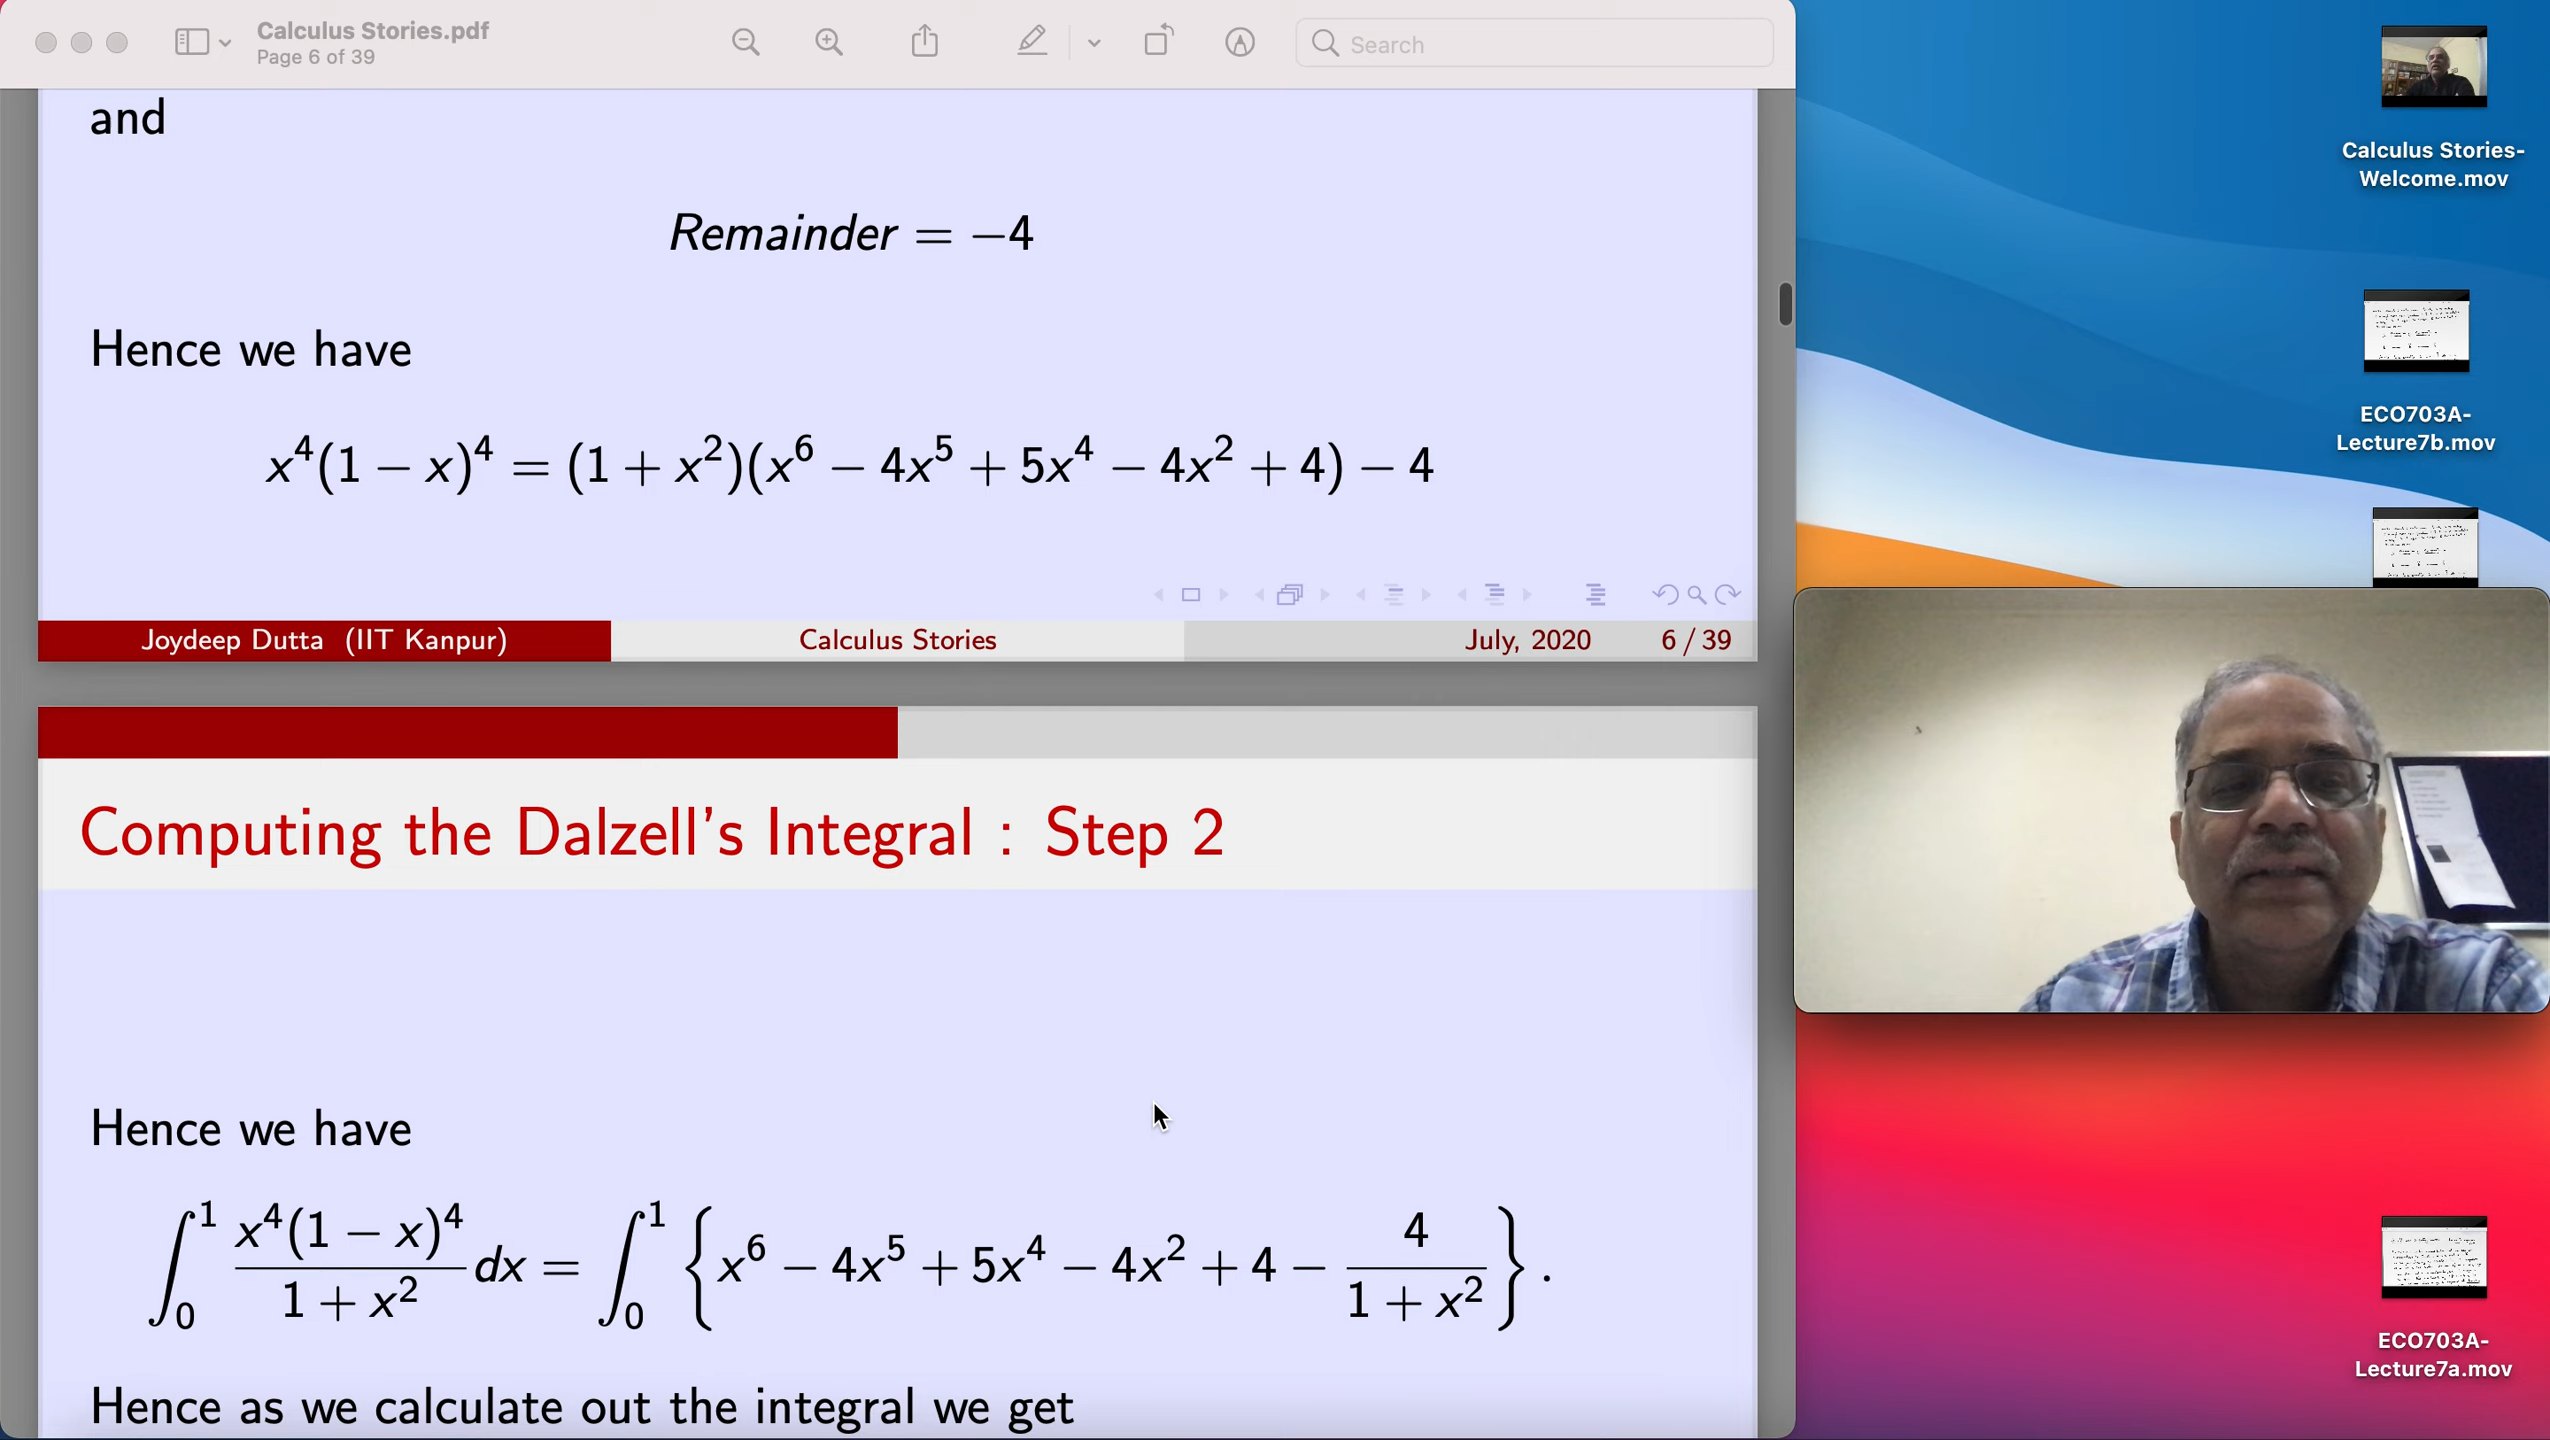 Calculus Stories.pdf
Page 6 of 39
Search
and
Remainder = −4
Hence we have
x⁴(1 − x)⁴ = (1 + x²)(x⁶ − 4x⁵ + 5x⁴ − 4x² + 4) − 4
Joydeep Dutta (IIT Kanpur) Calculus Stories July, 2020 6 / 39
Computing the Dalzell's Integral : Step 2
Hence we have
∫₀¹ x⁴(1 − x)⁴/(1 + x²) dx = ∫₀¹ {x⁶ − 4x⁵ + 5x⁴ − 4x² + 4 − 4/(1 + x²)} .
Hence as we calculate out the integral we get
Calculus Stories-
Welcome.mov
ECO703A-
Lecture7b.mov
ECO703A-
Lecture7a.mov